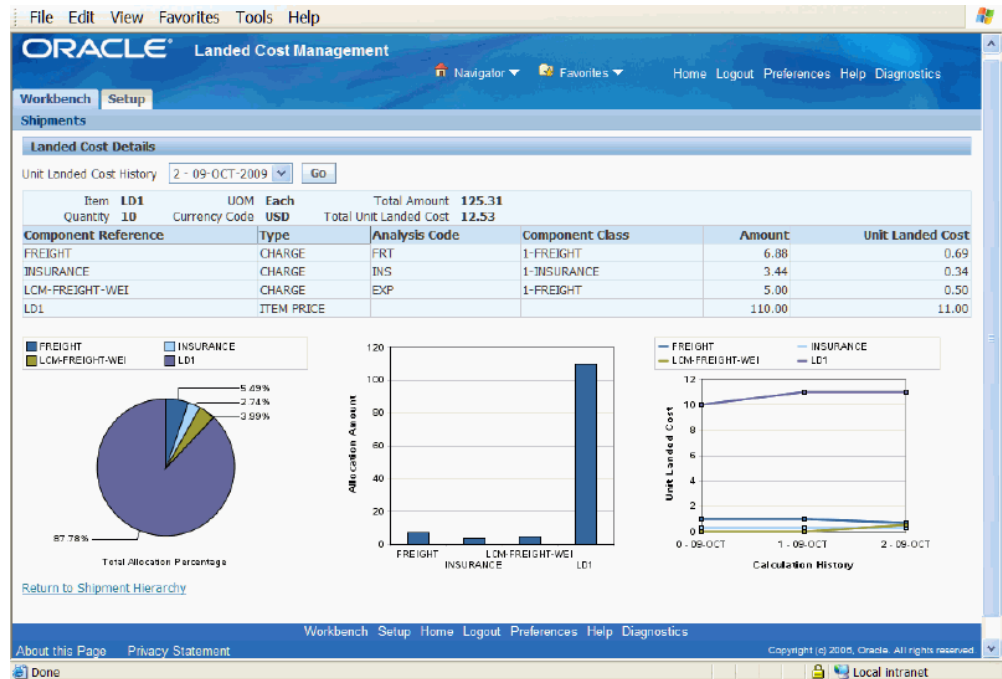 File Edit View Favorites Tools Help
ORACLE Landed Cost Management
Navigator Favorites Home Logout Preferences Help Diagnostics
Workbench Setup
Shipments
Landed Cost Details
Unit Landed Cost History 2 - 09-OCT-2009 Go
Item LD1 UOM Each Total Amount 125.31
Quantity 10 Currency Code USD Total Unit Landed Cost 12.53
Component Reference Type Analysis Code Component Class Amount Unit Landed Cost
FREIGHT CHARGE FRT 1-FREIGHT 6.88 0.69
INSURANCE CHARGE INS 1-INSURANCE 3.44 0.34
LCM-FREIGHT-WEI CHARGE EXP 1-FREIGHT 5.00 0.50
LD1 ITEM PRICE 110.00 11.00
FREIGHT INSURANCE
LCM-FREIGHT-WEI LD1
5.49%
2.74%
3.99%
87.78%
Total Allocation Percentage
120
100
80
60
40
20
0
Allocation Amount
FREIGHT LCM-FREIGHT-WEI
INSURANCE LD1
FREIGHT INSURANCE
LCM-FREIGHT-WEI LD1
12
10
8
6
4
2
0
Unit Landed Cost
0 - 09-OCT 1 - 09-OCT 2 - 09-OCT
Calculation History
Return to Shipment Hierarchy
Workbench Setup Home Logout Preferences Help Diagnostics
About this Page Privacy Statement Copyright (c) 2006, Oracle. All rights reserved.
Done Local intranet